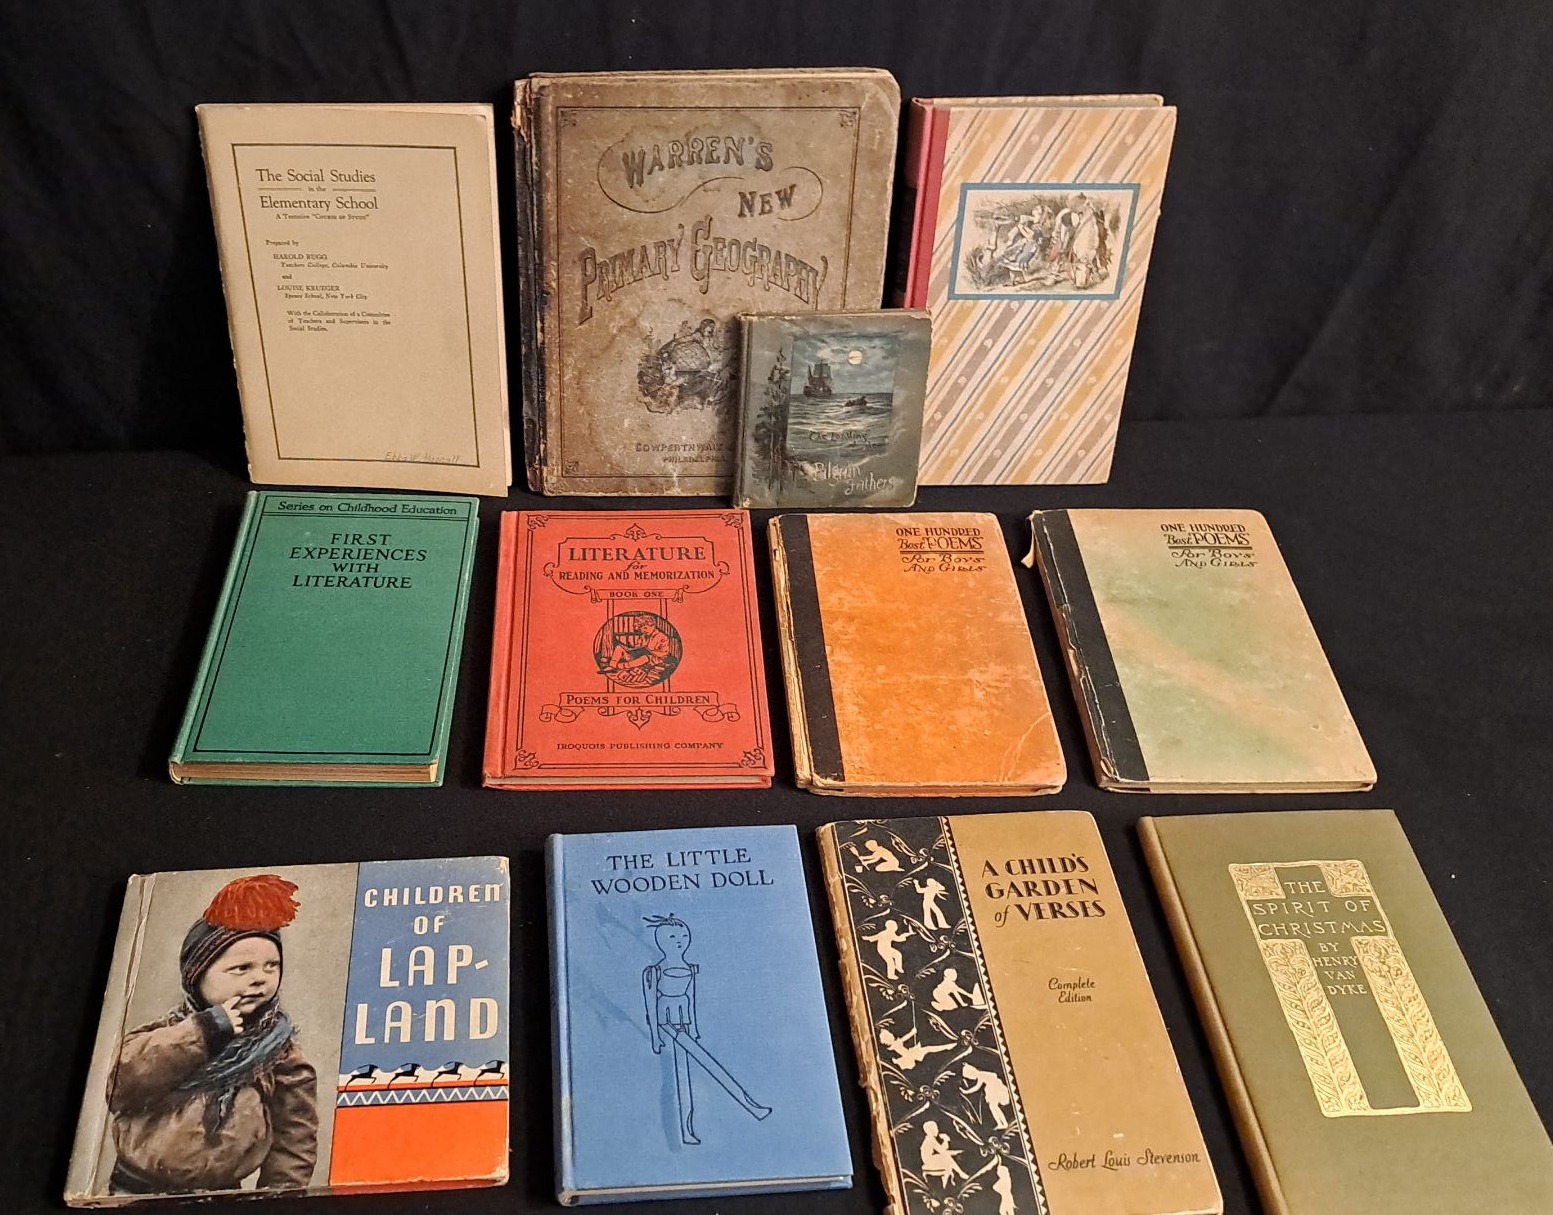 The Social Studies
in the
Elementary School
A Tentative "COURSE OF STUDY"
Prepared by
HAROLD RUGG
Teachers College, Columbia University
and
LOUISE KRUEGER
Spencer School, New York City
With the Collaboration of a Committee
of Teachers and Supervisors in the
Social Studies.
WARREN'S
NEW
PRIMARY GEOGRAPHY
COWPERTHWAIT
PHILADELPHIA
The Landing
Pilgrim
Fathers
Series on Childhood Education
FIRST
EXPERIENCES
WITH
LITERATURE
LITERATURE
for
READING AND MEMORIZATION
BOOK ONE
POEMS FOR CHILDREN
IROQUOIS PUBLISHING COMPANY
ONE HUNDRED
Best POEMS
For BOYS
AND GIRLS
ONE HUNDRED
Best POEMS
For BOYS
AND GIRLS
CHILDREN
OF
LAP-
LAND
THE LITTLE
WOODEN DOLL
A CHILD'S
GARDEN
of VERSES
Complete
Edition
Robert Louis Stevenson
THE
SPIRIT OF
CHRISTMAS
BY
HENRY
VAN
DYKE